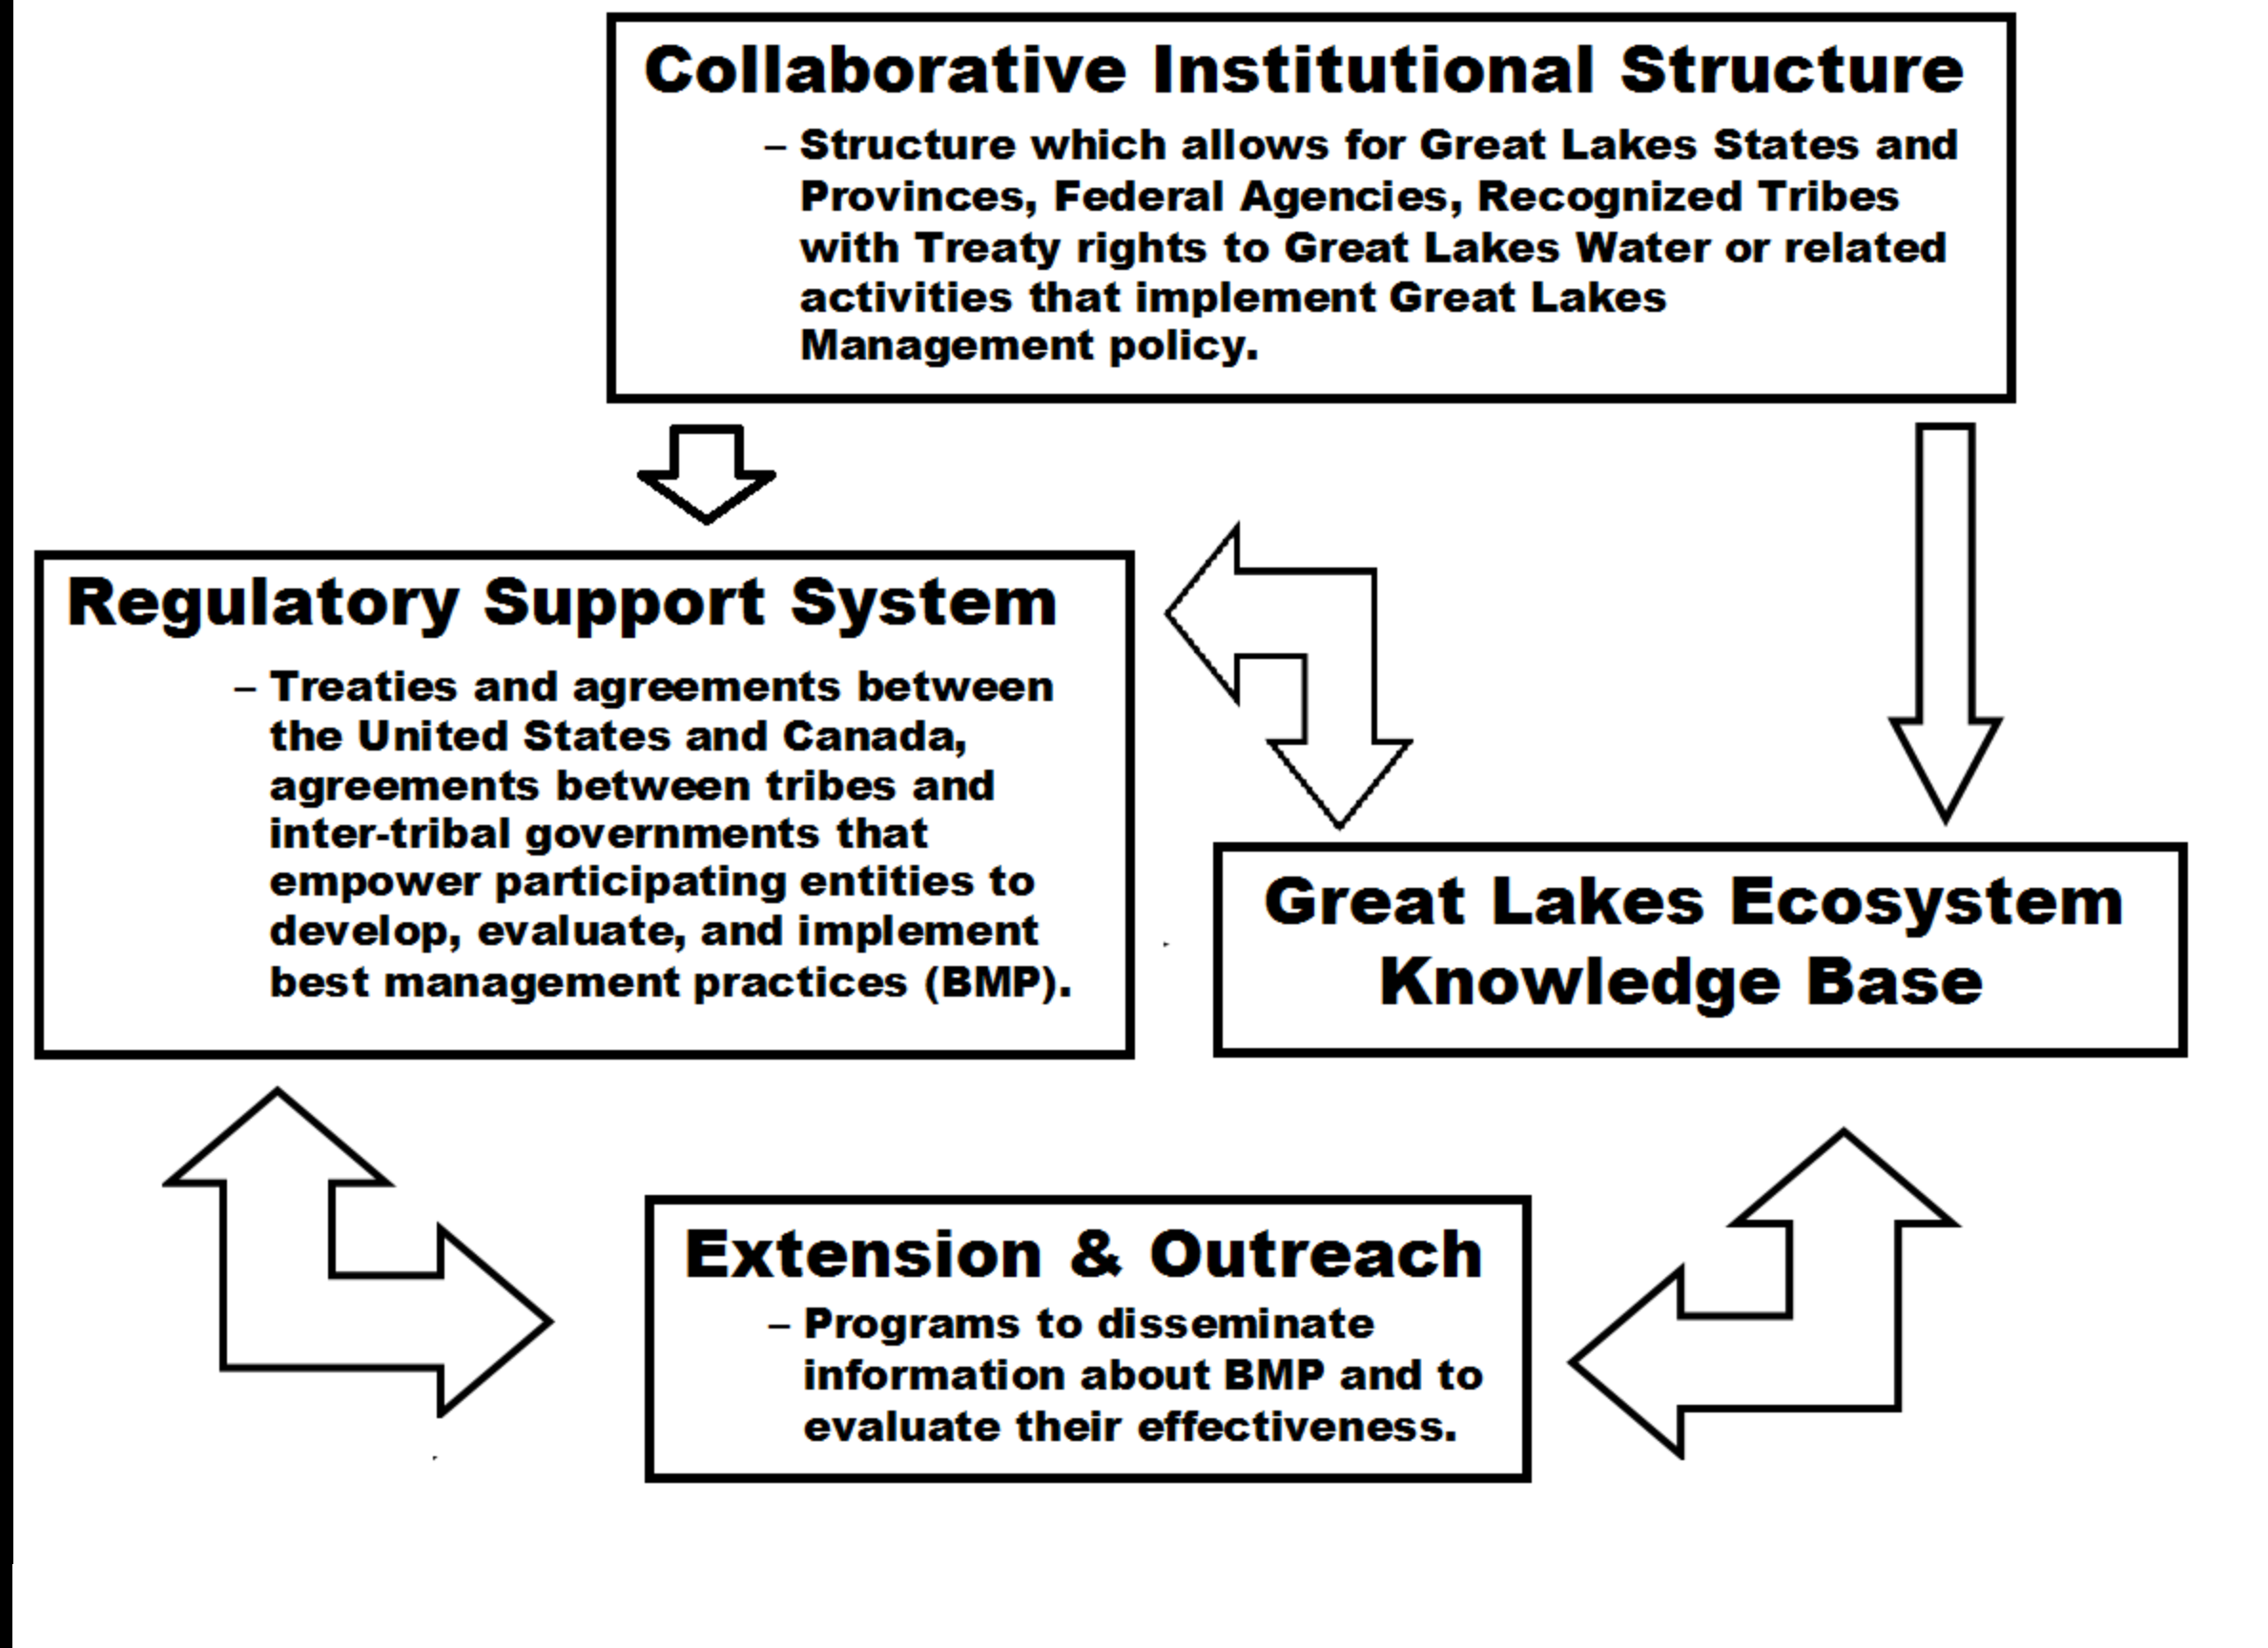 Collaborative Institutional Structure
– Structure which allows for Great Lakes States and
Provinces, Federal Agencies, Recognized Tribes
with Treaty rights to Great Lakes Water or related
activities that implement Great Lakes
Management policy.
Regulatory Support System
– Treaties and agreements between
the United States and Canada,
agreements between tribes and
inter-tribal governments that
empower participating entities to
develop, evaluate, and implement
best management practices (BMP).
Great Lakes Ecosystem
Knowledge Base
Extension & Outreach
– Programs to disseminate
information about BMP and to
evaluate their effectiveness.